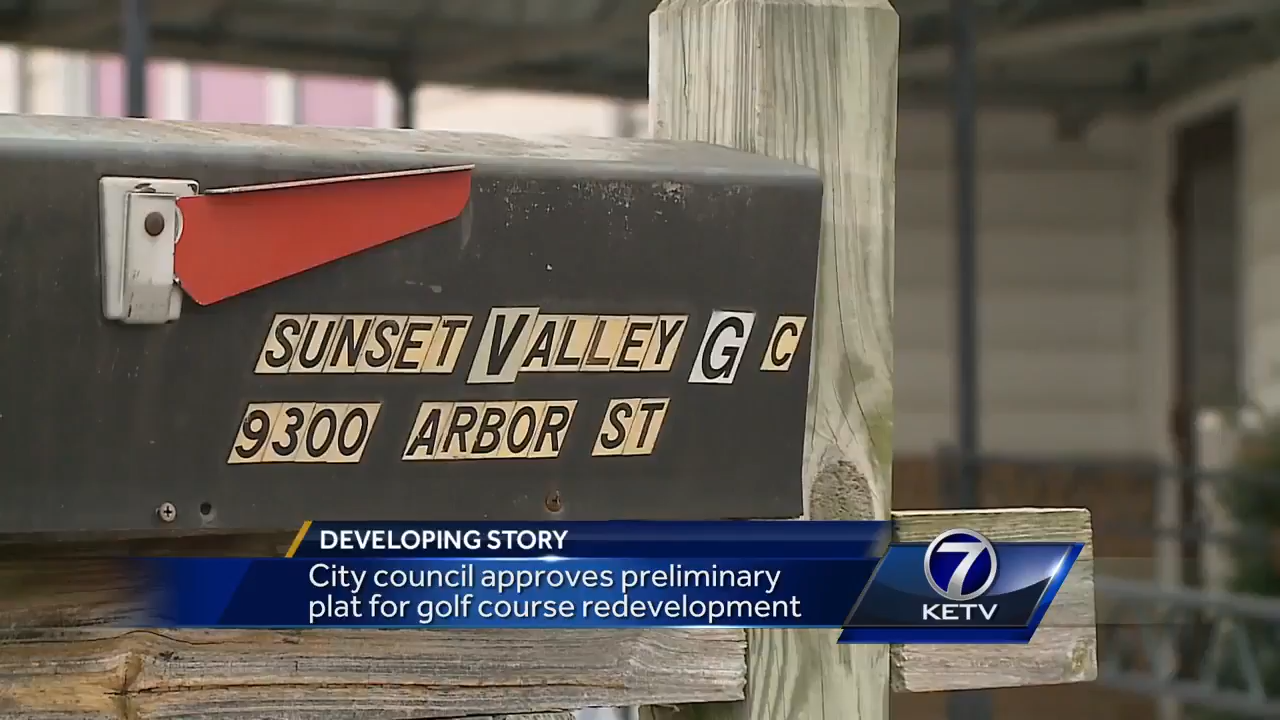 SUNSET VALLEY G C
9300 ARBOR ST
DEVELOPING STORY
City council approves preliminary
plat for golf course redevelopment
7
KETV